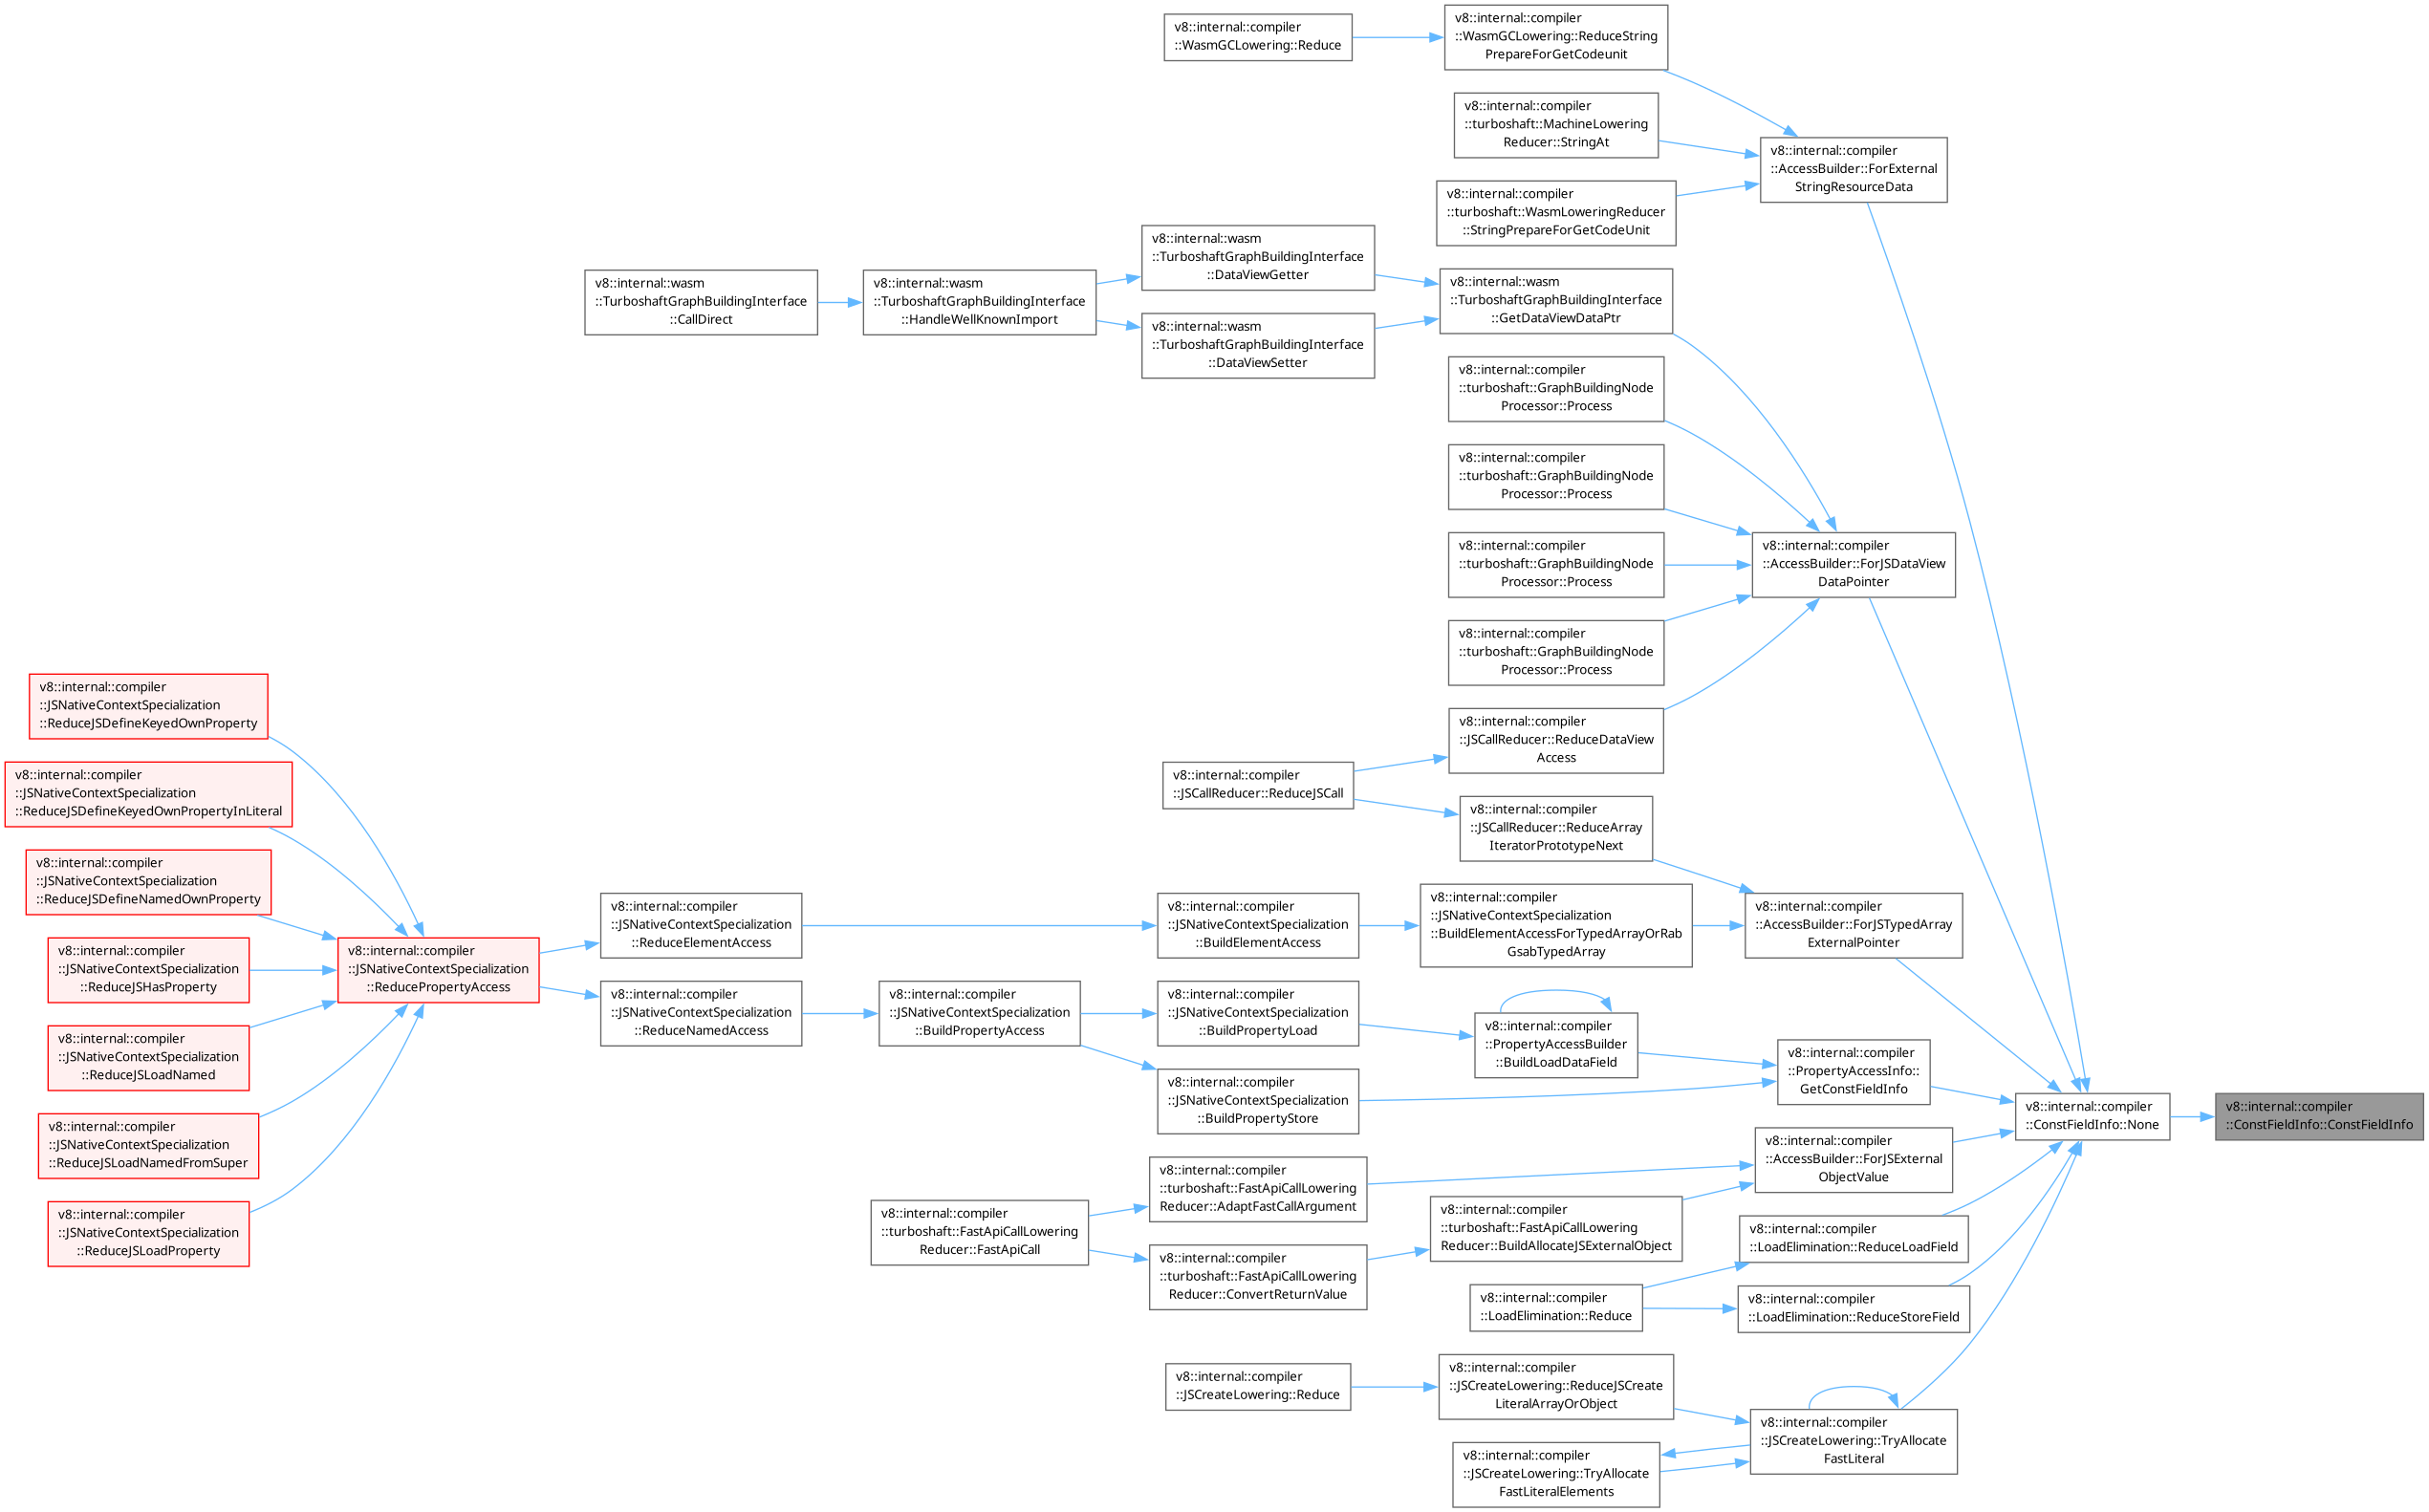 v8::internal::compiler
::WasmGCLowering::Reduce
v8::internal::compiler
::WasmGCLowering::ReduceString
PrepareForGetCodeunit
v8::internal::compiler
::turboshaft::MachineLowering
Reducer::StringAt
v8::internal::compiler
::AccessBuilder::ForExternal
StringResourceData
v8::internal::compiler
::turboshaft::WasmLoweringReducer
::StringPrepareForGetCodeUnit
v8::internal::wasm
::TurboshaftGraphBuildingInterface
::DataViewGetter
v8::internal::wasm
::TurboshaftGraphBuildingInterface
::CallDirect
v8::internal::wasm
::TurboshaftGraphBuildingInterface
::HandleWellKnownImport
v8::internal::wasm
::TurboshaftGraphBuildingInterface
::GetDataViewDataPtr
v8::internal::wasm
::TurboshaftGraphBuildingInterface
::DataViewSetter
v8::internal::compiler
::turboshaft::GraphBuildingNode
Processor::Process
v8::internal::compiler
::turboshaft::GraphBuildingNode
Processor::Process
v8::internal::compiler
::turboshaft::GraphBuildingNode
Processor::Process
v8::internal::compiler
::AccessBuilder::ForJSDataView
DataPointer
v8::internal::compiler
::turboshaft::GraphBuildingNode
Processor::Process
v8::internal::compiler
::JSNativeContextSpecialization
::ReduceJSDefineKeyedOwnProperty
v8::internal::compiler
::JSCallReducer::ReduceDataView
Access
v8::internal::compiler
::JSNativeContextSpecialization
::ReduceJSDefineKeyedOwnPropertyInLiteral
v8::internal::compiler
::JSCallReducer::ReduceJSCall
v8::internal::compiler
::JSCallReducer::ReduceArray
IteratorPrototypeNext
v8::internal::compiler
::JSNativeContextSpecialization
::ReduceJSDefineNamedOwnProperty
v8::internal::compiler
::JSNativeContextSpecialization
::ReduceElementAccess
v8::internal::compiler
::JSNativeContextSpecialization
::BuildElementAccess
v8::internal::compiler
::JSNativeContextSpecialization
::BuildElementAccessForTypedArrayOrRab
GsabTypedArray
v8::internal::compiler
::AccessBuilder::ForJSTypedArray
ExternalPointer
v8::internal::compiler
::JSNativeContextSpecialization
::ReduceJSHasProperty
v8::internal::compiler
::JSNativeContextSpecialization
::ReducePropertyAccess
v8::internal::compiler
::JSNativeContextSpecialization
::ReduceNamedAccess
v8::internal::compiler
::JSNativeContextSpecialization
::BuildPropertyAccess
v8::internal::compiler
::JSNativeContextSpecialization
::BuildPropertyLoad
v8::internal::compiler
::PropertyAccessBuilder
::BuildLoadDataField
v8::internal::compiler
::JSNativeContextSpecialization
::ReduceJSLoadNamed
v8::internal::compiler
::PropertyAccessInfo::
GetConstFieldInfo
v8::internal::compiler
::JSNativeContextSpecialization
::BuildPropertyStore
v8::internal::compiler
::ConstFieldInfo::None
v8::internal::compiler
::ConstFieldInfo::ConstFieldInfo
v8::internal::compiler
::JSNativeContextSpecialization
::ReduceJSLoadNamedFromSuper
v8::internal::compiler
::AccessBuilder::ForJSExternal
ObjectValue
v8::internal::compiler
::turboshaft::FastApiCallLowering
Reducer::AdaptFastCallArgument
v8::internal::compiler
::JSNativeContextSpecialization
::ReduceJSLoadProperty
v8::internal::compiler
::turboshaft::FastApiCallLowering
Reducer::FastApiCall
v8::internal::compiler
::turboshaft::FastApiCallLowering
Reducer::BuildAllocateJSExternalObject
v8::internal::compiler
::LoadElimination::ReduceLoadField
v8::internal::compiler
::turboshaft::FastApiCallLowering
Reducer::ConvertReturnValue
v8::internal::compiler
::LoadElimination::Reduce
v8::internal::compiler
::LoadElimination::ReduceStoreField
v8::internal::compiler
::JSCreateLowering::Reduce
v8::internal::compiler
::JSCreateLowering::ReduceJSCreate
LiteralArrayOrObject
v8::internal::compiler
::JSCreateLowering::TryAllocate
FastLiteral
v8::internal::compiler
::JSCreateLowering::TryAllocate
FastLiteralElements